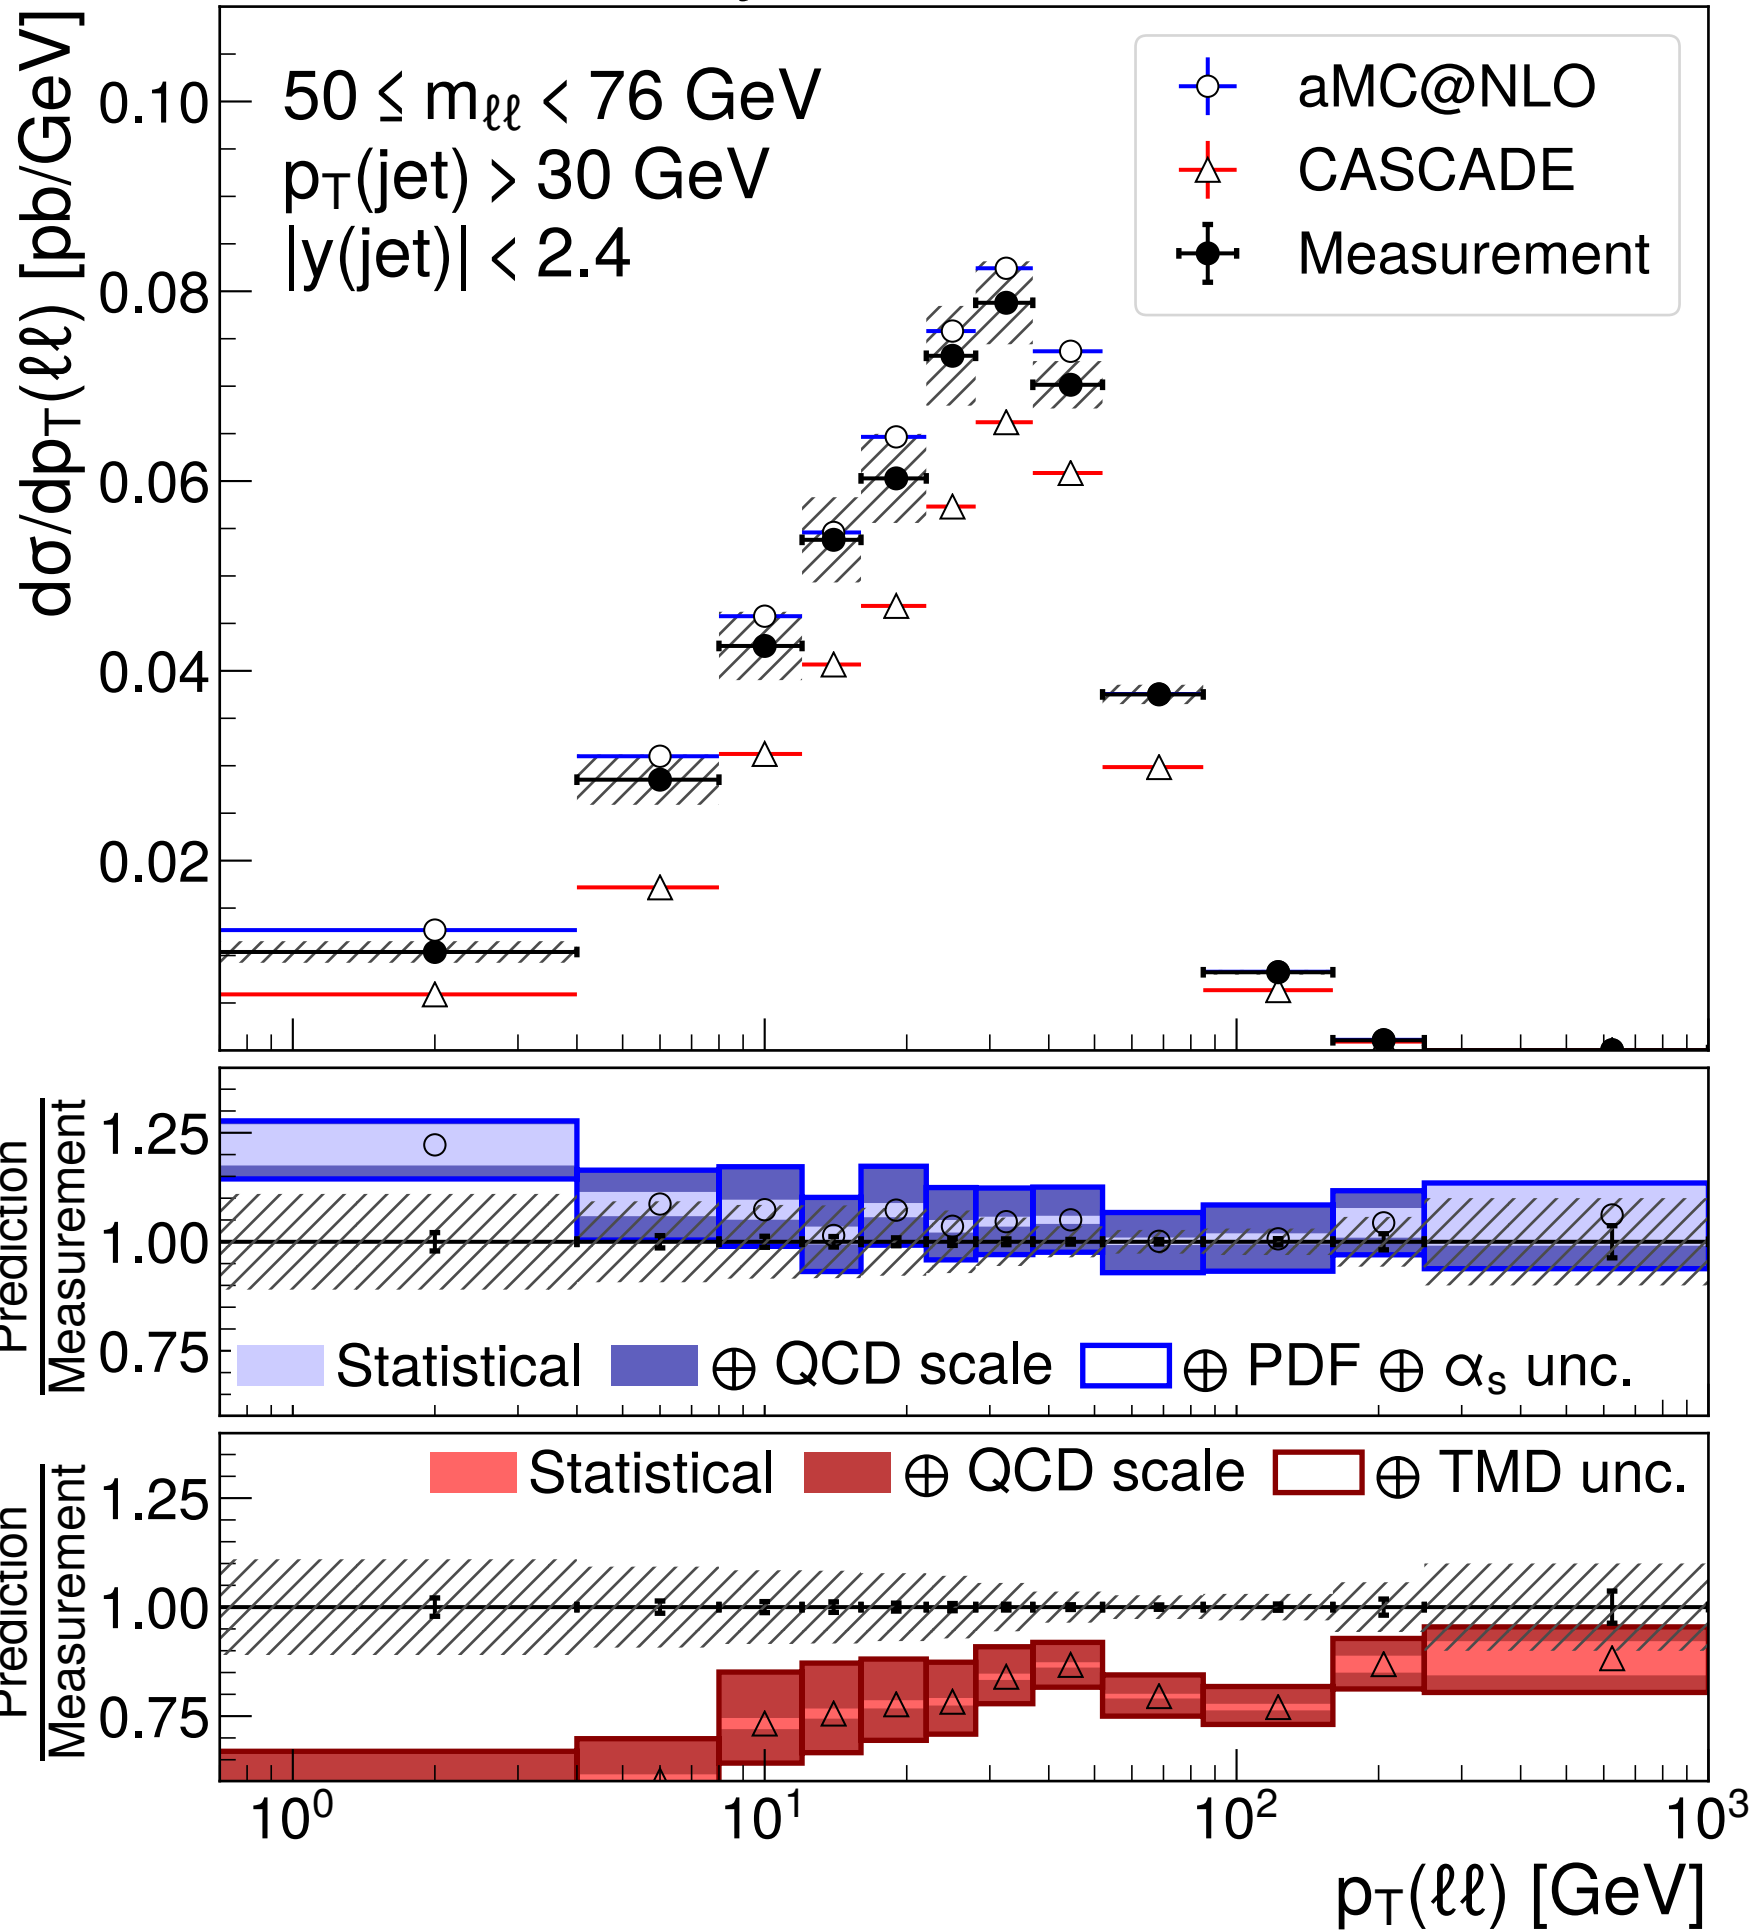 dσ/dp_T(ℓℓ) [pb/GeV]
0.10
0.08
0.06
0.04
0.02
50 ≤ m_ℓℓ < 76 GeV
p_T(jet) > 30 GeV
|y(jet)| < 2.4
aMC@NLO
CASCADE
Measurement
Prediction
Measurement
1.25
1.00
0.75
Statistical ⊕ QCD scale ⊕ PDF ⊕ α_s unc.
Prediction
Measurement
1.25
1.00
0.75
Statistical ⊕ QCD scale ⊕ TMD unc.
10^0 10^1 10^2 10^3
p_T(ℓℓ) [GeV]